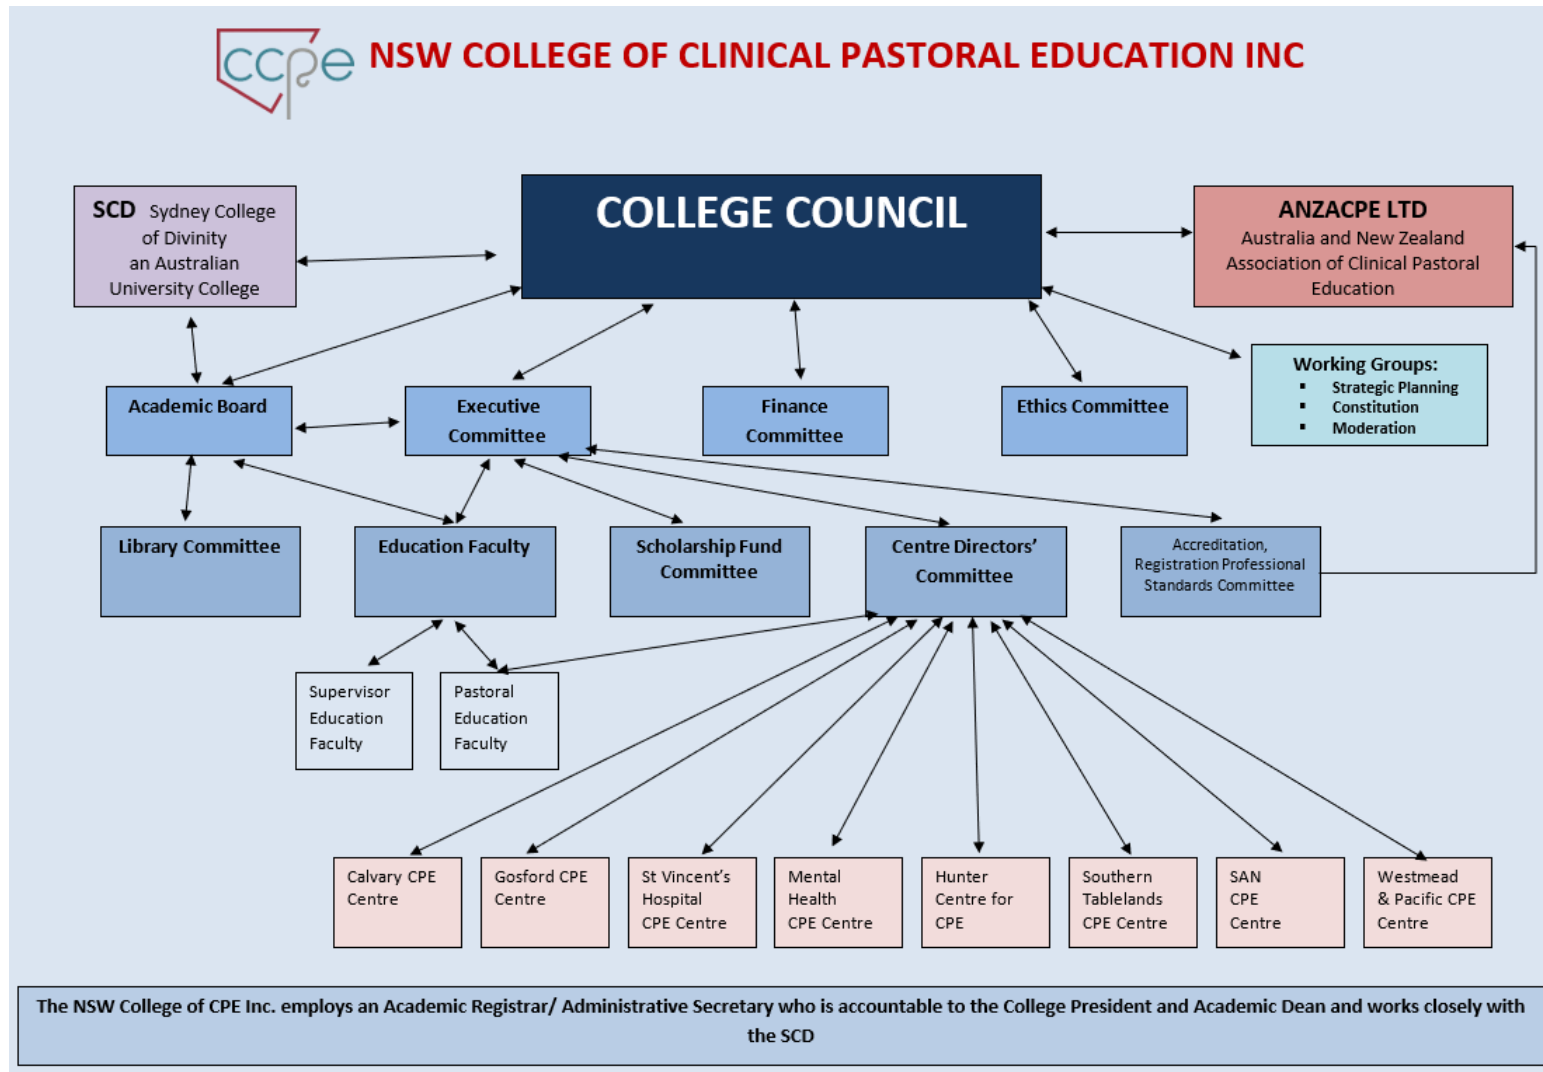 ccpe NSW COLLEGE OF CLINICAL PASTORAL EDUCATION INC
SCD Sydney College
of Divinity
an Australian
University College
COLLEGE COUNCIL
ANZACPE LTD
Australia and New Zealand
Association of Clinical Pastoral
Education
Working Groups:
▪ Strategic Planning
▪ Constitution
▪ Moderation
Academic Board
Executive
Committee
Finance
Committee
Ethics Committee
Library Committee
Education Faculty
Scholarship Fund
Committee
Centre Directors’
Committee
Accreditation,
Registration Professional
Standards Committee
Supervisor
Education
Faculty
Pastoral
Education
Faculty
Calvary CPE
Centre
Gosford CPE
Centre
St Vincent’s
Hospital
CPE Centre
Mental
Health
CPE Centre
Hunter
Centre for
CPE
Southern
Tablelands
CPE Centre
SAN
CPE
Centre
Westmead
& Pacific CPE
Centre
The NSW College of CPE Inc. employs an Academic Registrar/ Administrative Secretary who is accountable to the College President and Academic Dean and works closely with
the SCD